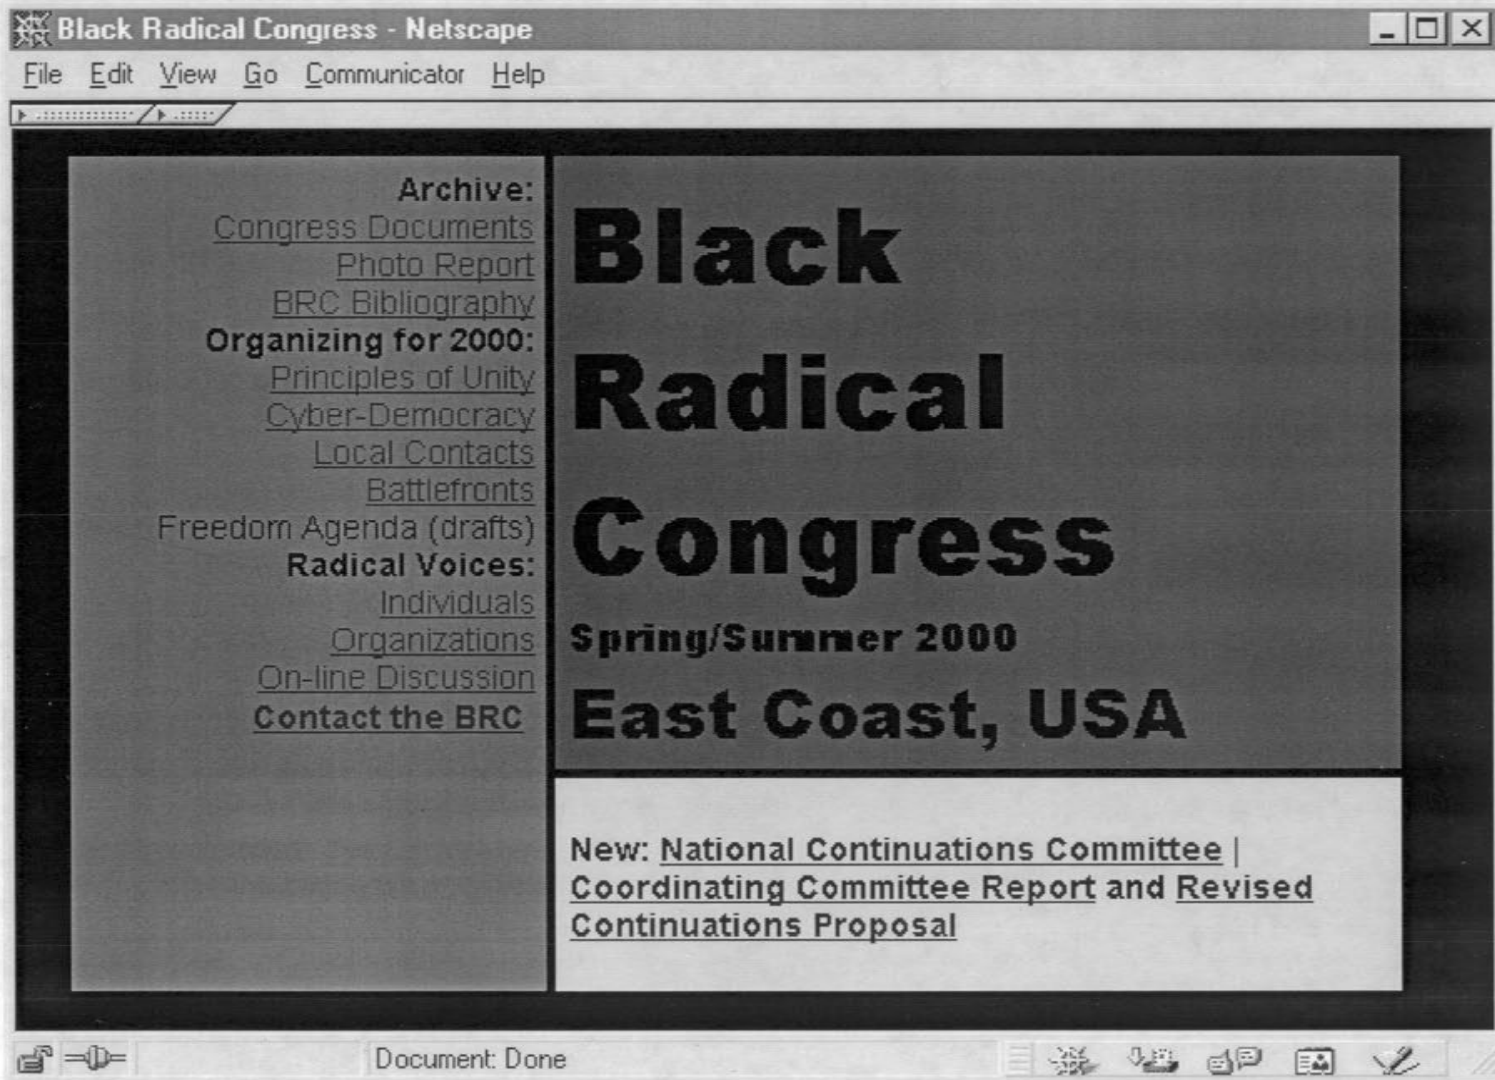 Black Radical Congress - Netscape
File Edit View Go Communicator Help
Archive:
Congress Documents
Photo Report
BRC Bibliography
Organizing for 2000:
Principles of Unity
Cyber-Democracy
Local Contacts
Battlefronts
Freedom Agenda (drafts)
Radical Voices:
Individuals
Organizations
On-line Discussion
Contact the BRC
Black
Radical
Congress
Spring/Summer 2000
East Coast, USA
New: National Continuations Committee |
Coordinating Committee Report and Revised
Continuations Proposal
Document: Done